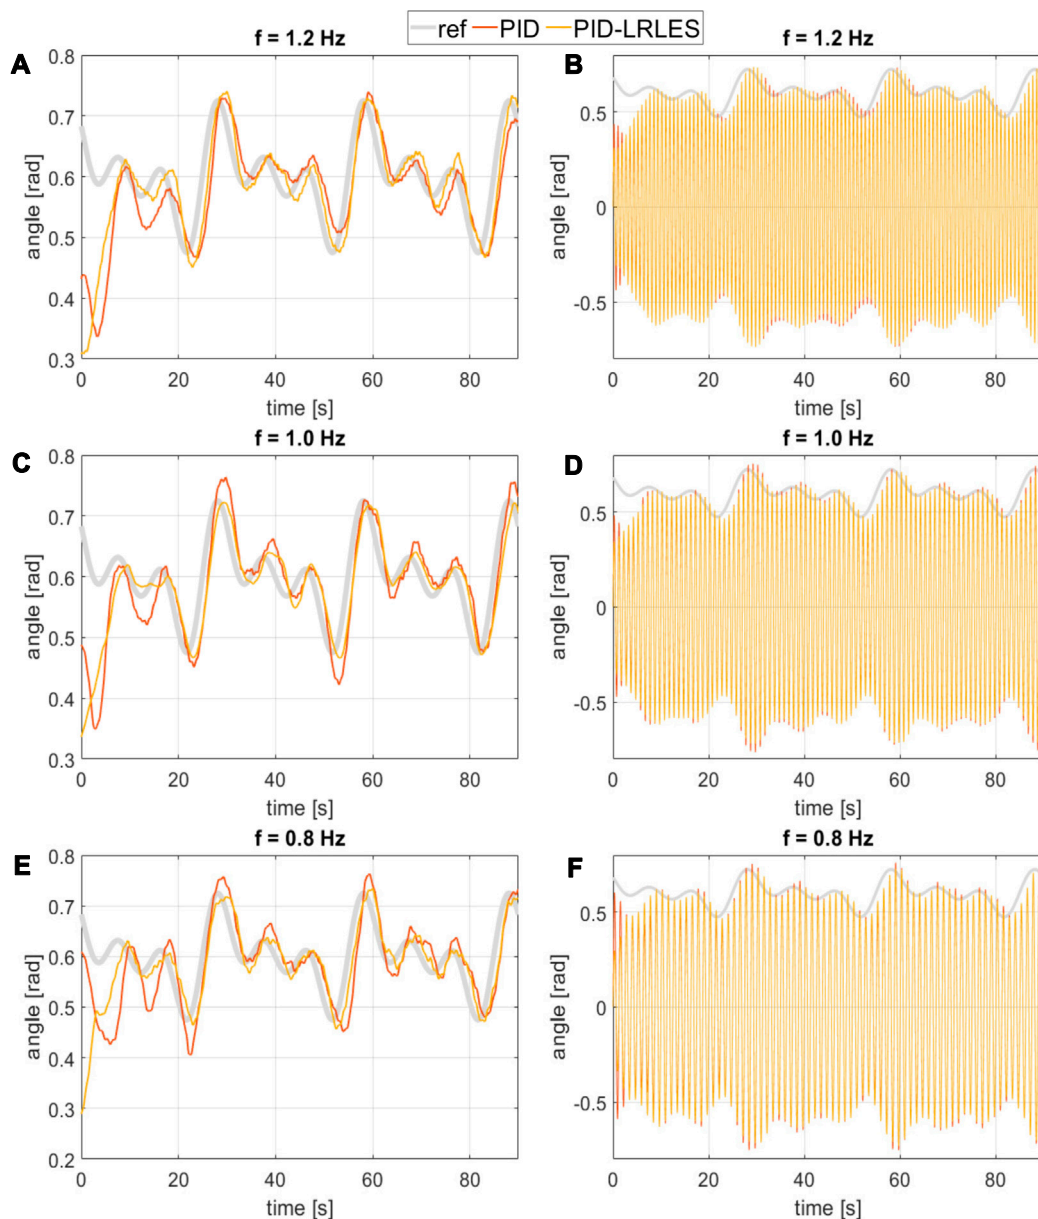 ref PID PID-LRLES
A f = 1.2 Hz
0.8
0.7
0.6
0.5
0.4
0.3
angle [rad]
0 20 40 60 80
time [s]
B f = 1.2 Hz
0.5
0
-0.5
angle [rad]
0 20 40 60 80
time [s]
C f = 1.0 Hz
0.8
0.7
0.6
0.5
0.4
0.3
angle [rad]
0 20 40 60 80
time [s]
D f = 1.0 Hz
0.5
0
-0.5
angle [rad]
0 20 40 60 80
time [s]
E f = 0.8 Hz
0.8
0.7
0.6
0.5
0.4
0.3
0.2
angle [rad]
0 20 40 60 80
time [s]
F f = 0.8 Hz
0.5
0
-0.5
angle [rad]
0 20 40 60 80
time [s]